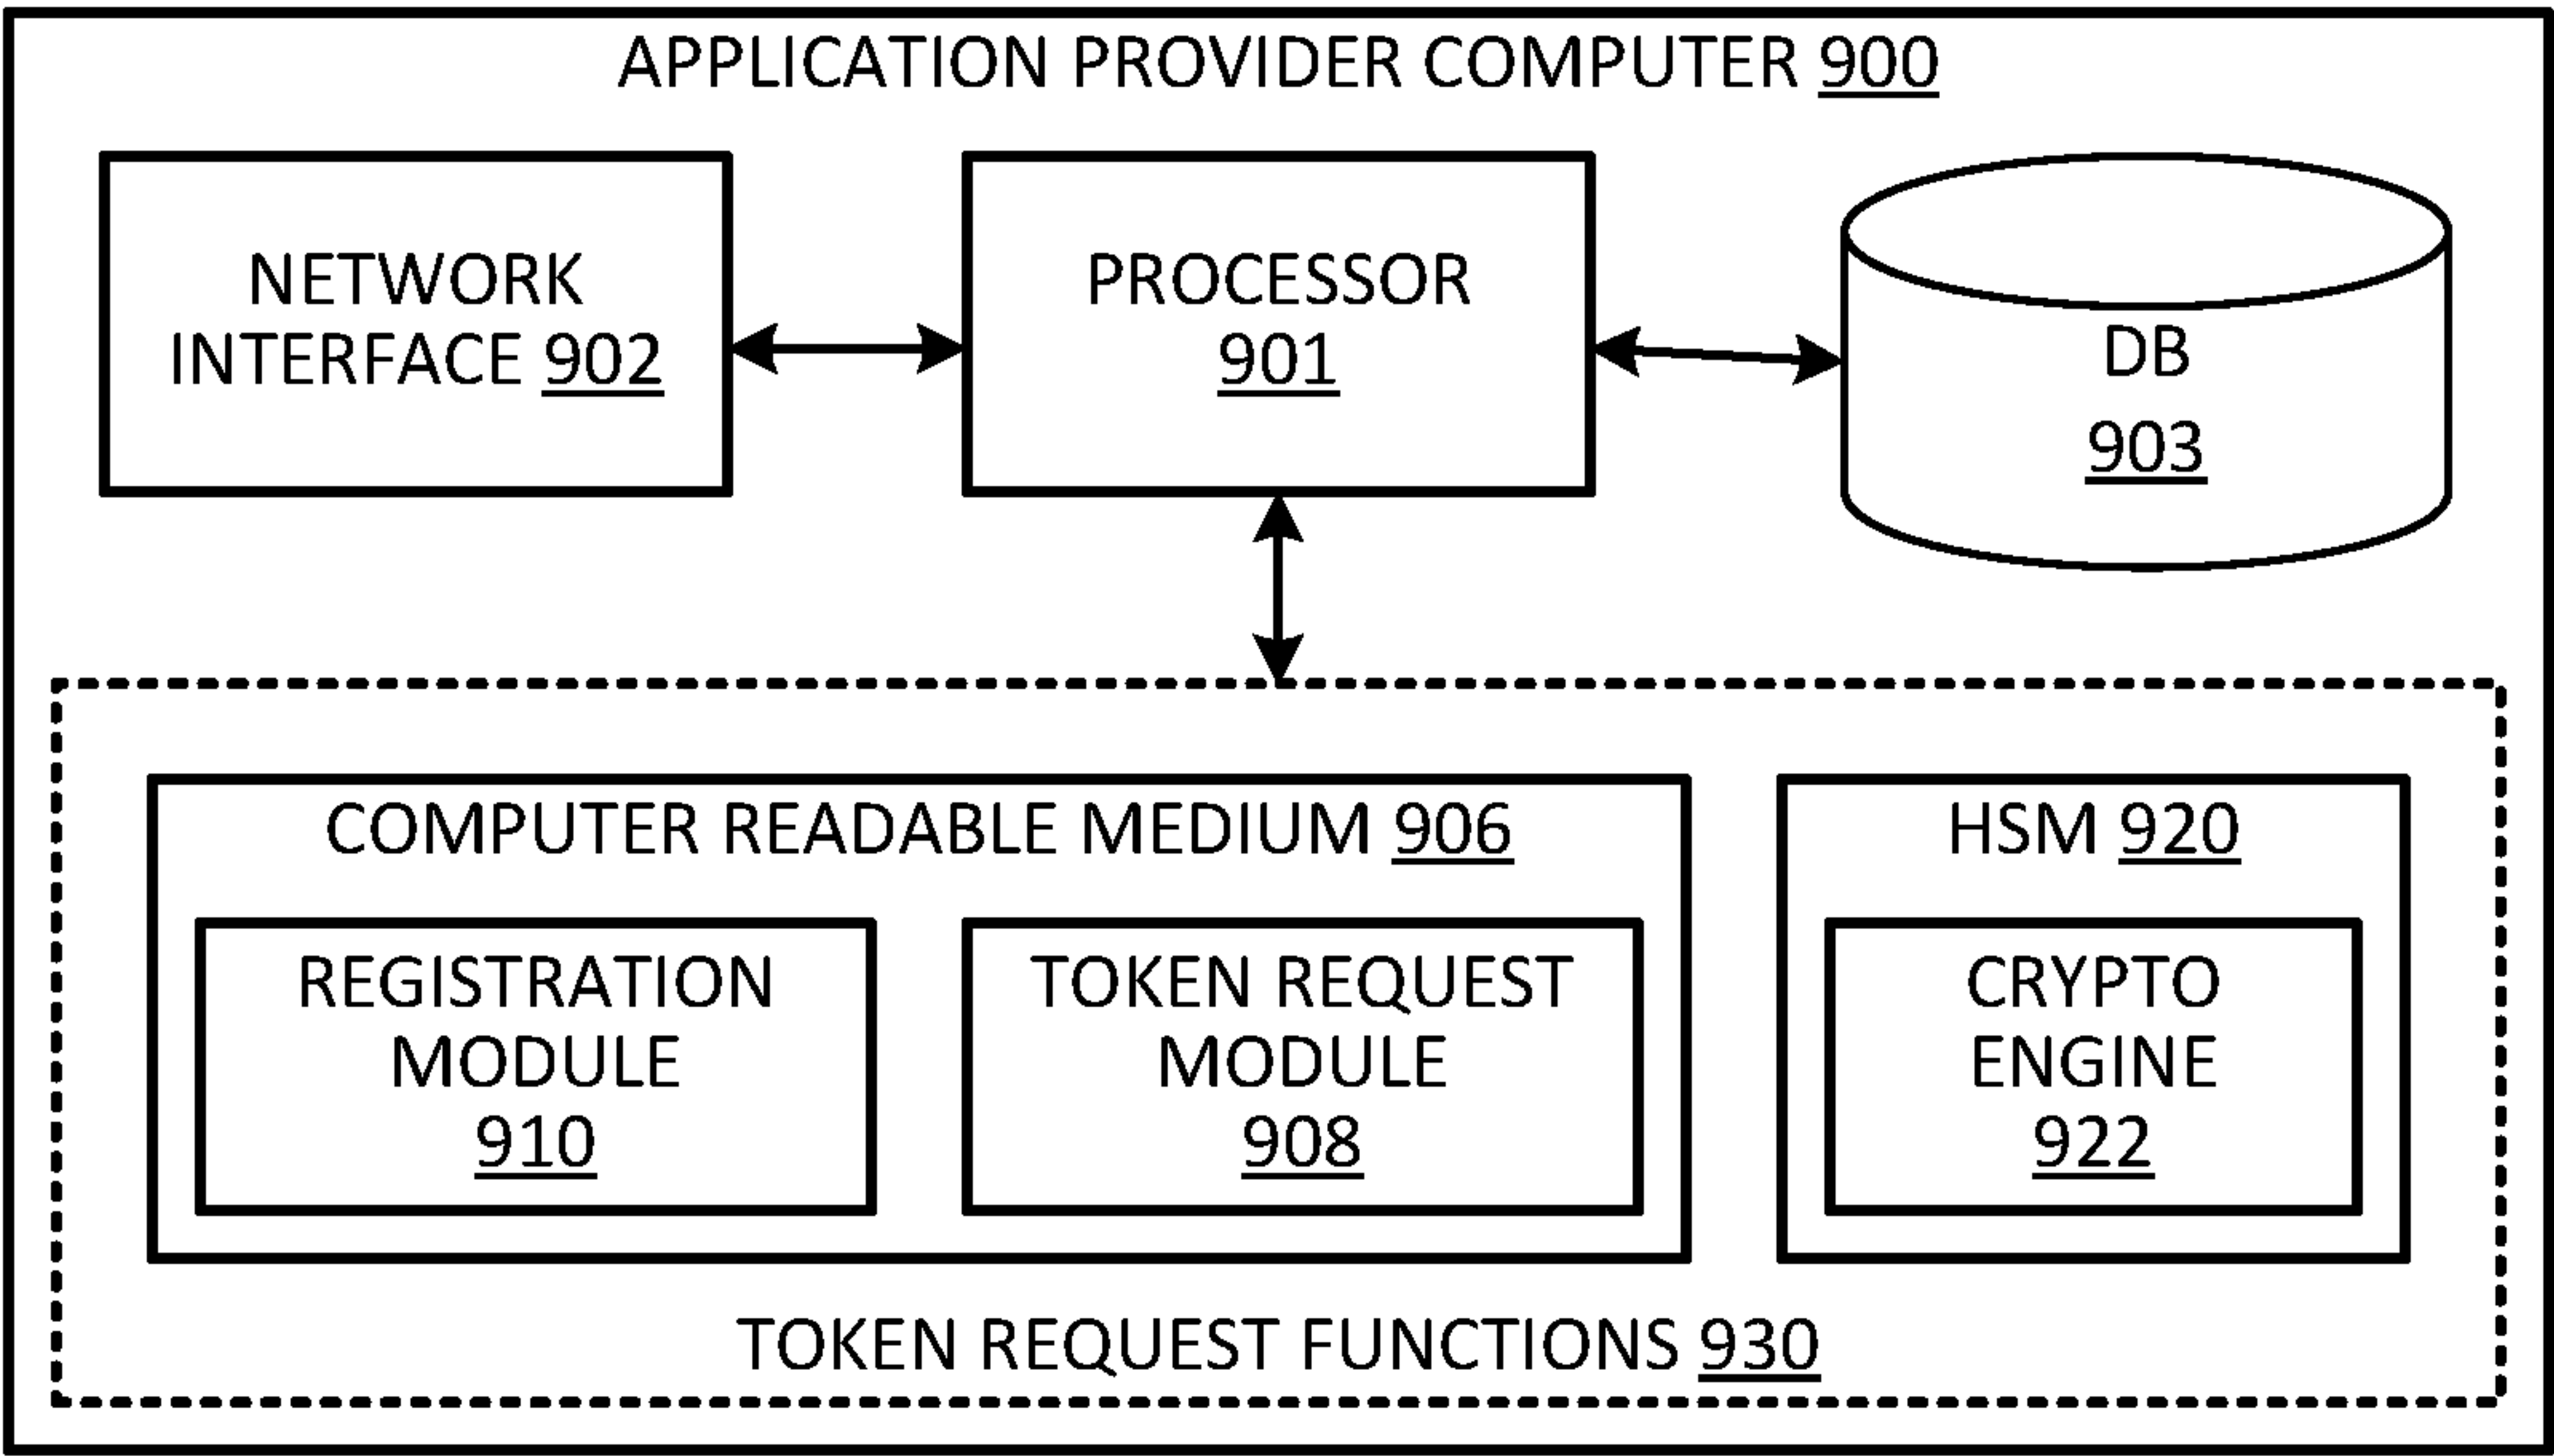 APPLICATION PROVIDER COMPUTER 900
NETWORK
INTERFACE 902
PROCESSOR
901
DB
903
COMPUTER READABLE MEDIUM 906
REGISTRATION
MODULE
910
TOKEN REQUEST
MODULE
908
HSM 920
CRYPTO
ENGINE
922
TOKEN REQUEST FUNCTIONS 930